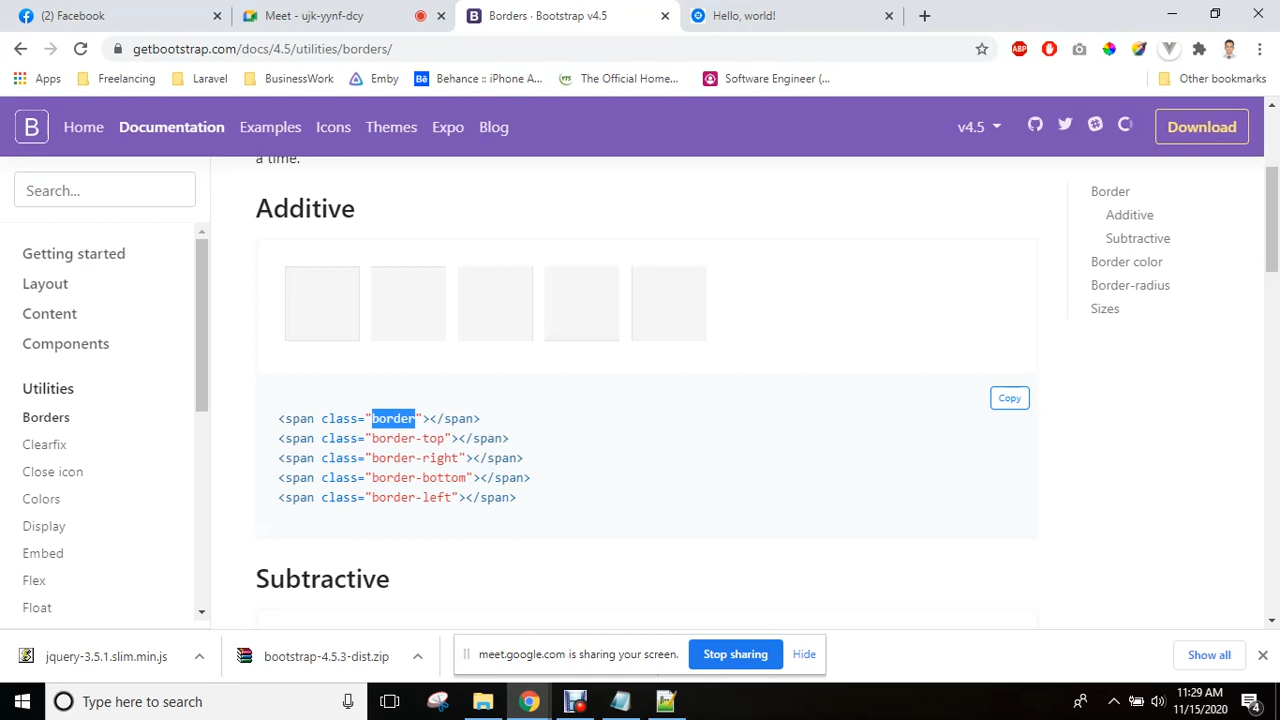 (2) Facebook
Meet - ujk-yynf-dcy
Borders · Bootstrap v4.5
Hello, world!
getbootstrap.com/docs/4.5/utilities/borders/
ABP
Apps
Freelancing
Laravel
BusinessWork
Emby
Behance :: iPhone A...
The Official Home...
Software Engineer (...
Other bookmarks
B
Home
Documentation
Examples
Icons
Themes
Expo
Blog
v4.5
Download
Search...
Getting started
Layout
Content
Components
Utilities
Borders
Clearfix
Close icon
Colors
Display
Embed
Flex
Float
a time.
Additive
Copy
<span class="border"></span>
<span class="border-top"></span>
<span class="border-right"></span>
<span class="border-bottom"></span>
<span class="border-left"></span>
Subtractive
Border
Additive
Subtractive
Border color
Border-radius
Sizes
jquery-3.5.1.slim.min.js
bootstrap-4.5.3-dist.zip
meet.google.com is sharing your screen.
Stop sharing
Hide
Show all
Type here to search
11:29 AM
11/15/2020
4